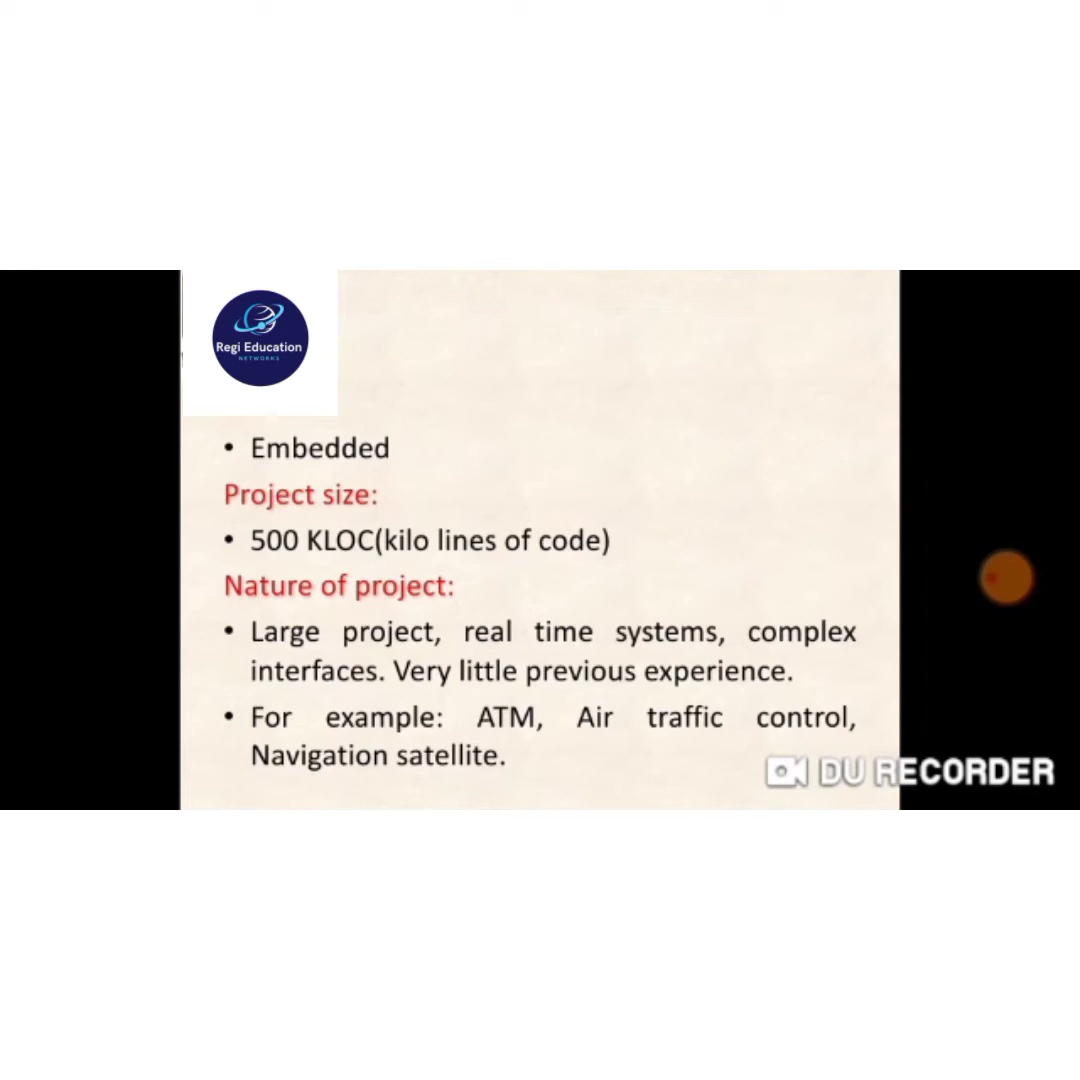 Regi Education
NETWORKS
• Embedded
Project size:
• 500 KLOC(kilo lines of code)
Nature of project:
• Large project, real time systems, complex
interfaces. Very little previous experience.
• For example: ATM, Air traffic control,
Navigation satellite.
DU RECORDER